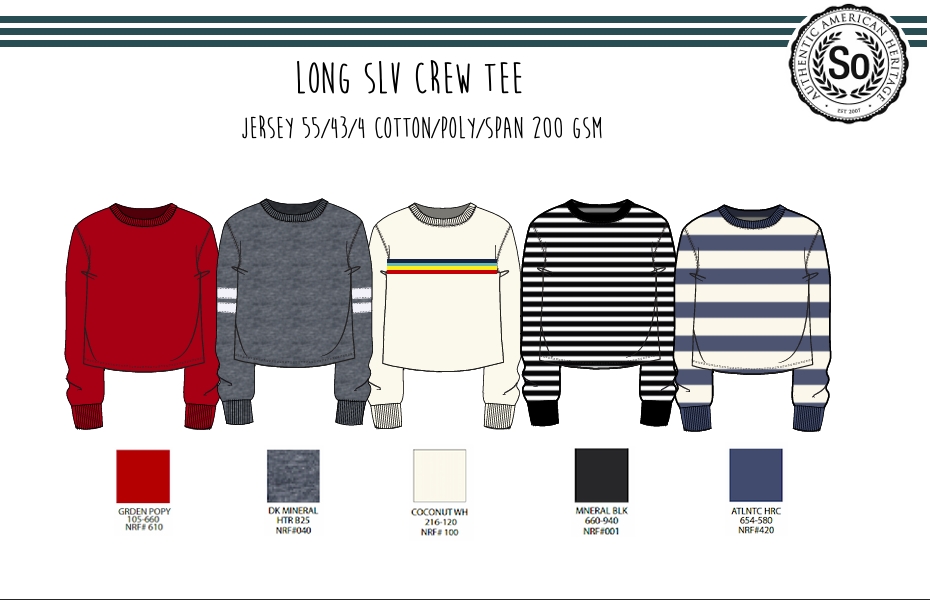 AUTHENTIC AMERICAN HERITAGE
So
EST 2007
LONG SLV CREW TEE
JERSEY 55/43/4 COTTON/POLY/SPAN 200 GSM
GRDEN POPY
105-660
NRF# 610
DK MINERAL
HTR B25
NRF#040
COCONUT WH
216-120
NRF# 100
MNERAL BLK
660-940
NRF#001
ATLNTC HRC
654-580
NRF#420